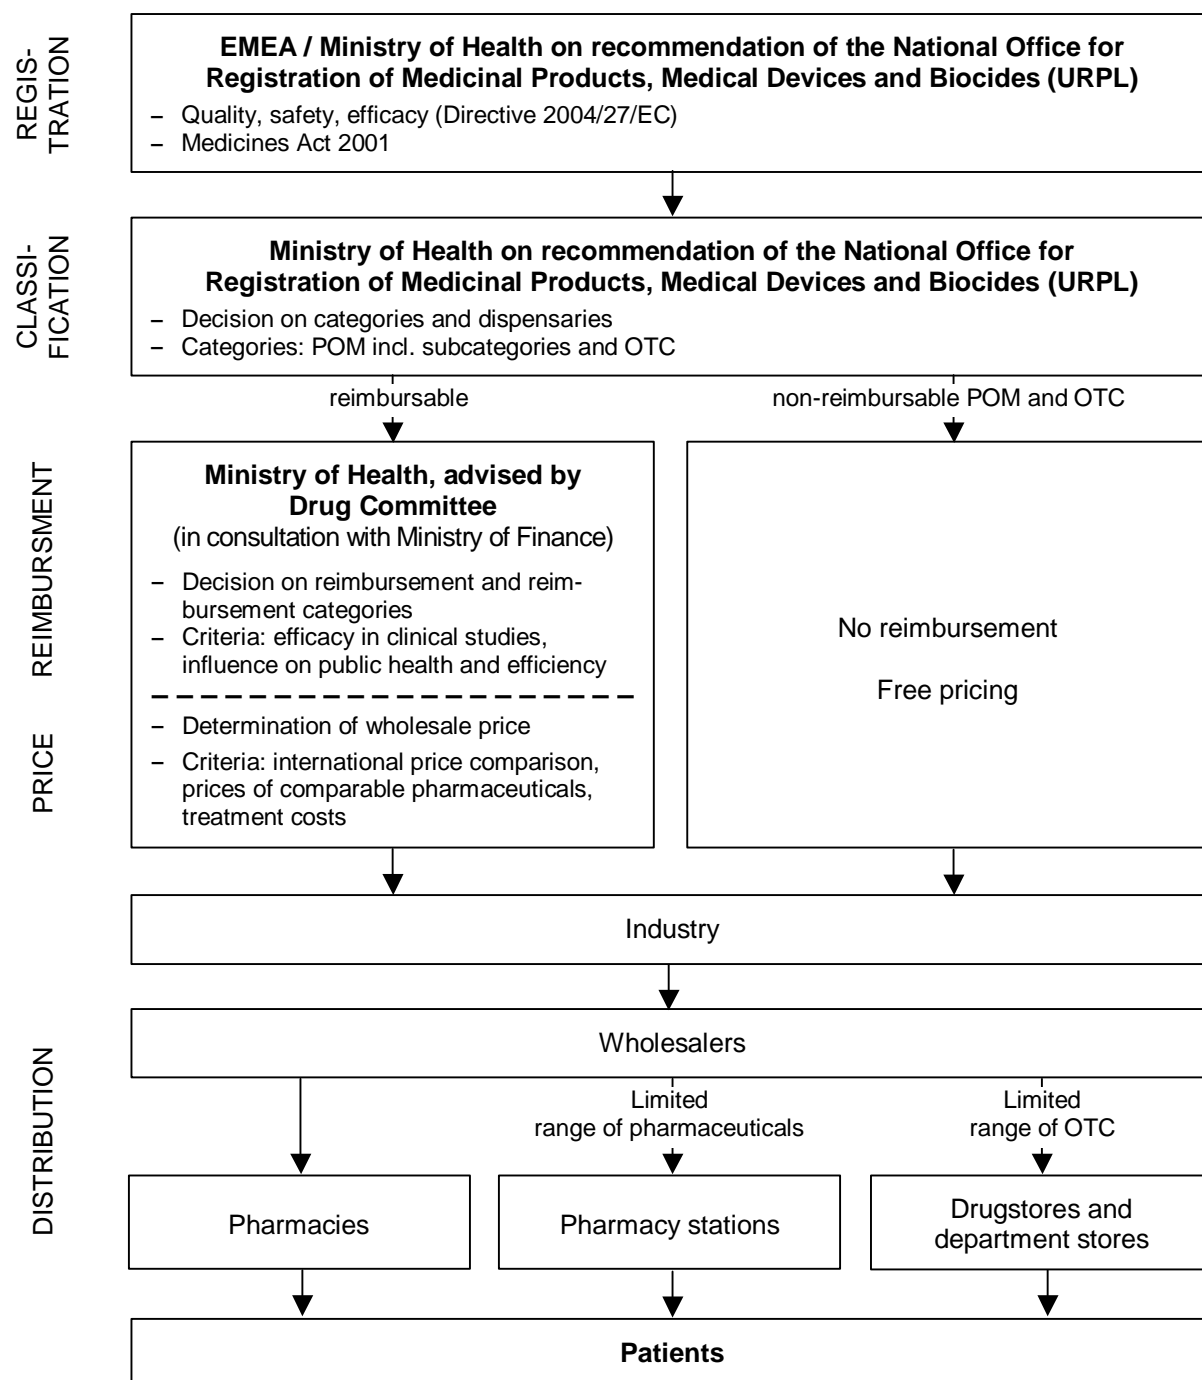 REGIS-
TRATION
EMEA / Ministry of Health on recommendation of the National Office for
Registration of Medicinal Products, Medical Devices and Biocides (URPL)
– Quality, safety, efficacy (Directive 2004/27/EC)
– Medicines Act 2001
CLASSI-
FICATION
Ministry of Health on recommendation of the National Office for
Registration of Medicinal Products, Medical Devices and Biocides (URPL)
– Decision on categories and dispensaries
– Categories: POM incl. subcategories and OTC
reimbursable
non-reimbursable POM and OTC
REIMBURSMENT
Ministry of Health, advised by
Drug Committee
(in consultation with Ministry of Finance)
– Decision on reimbursement and reim-
bursement categories
– Criteria: efficacy in clinical studies,
influence on public health and efficiency
PRICE
– Determination of wholesale price
– Criteria: international price comparison,
prices of comparable pharmaceuticals,
treatment costs
No reimbursement
Free pricing
Industry
DISTRIBUTION
Wholesalers
Limited
range of pharmaceuticals
Limited
range of OTC
Pharmacies
Pharmacy stations
Drugstores and
department stores
Patients